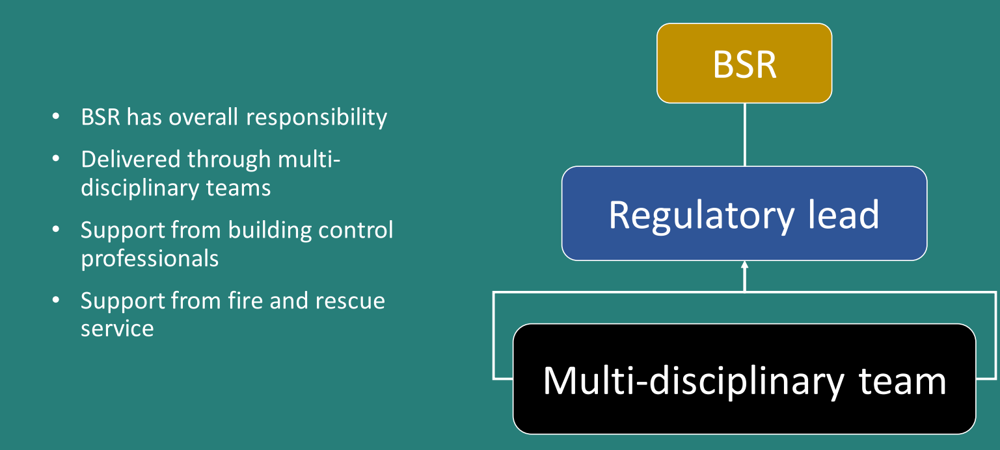 • BSR has overall responsibility
• Delivered through multi-
disciplinary teams
• Support from building control
professionals
• Support from fire and rescue
service
BSR
Regulatory lead
Multi-disciplinary team